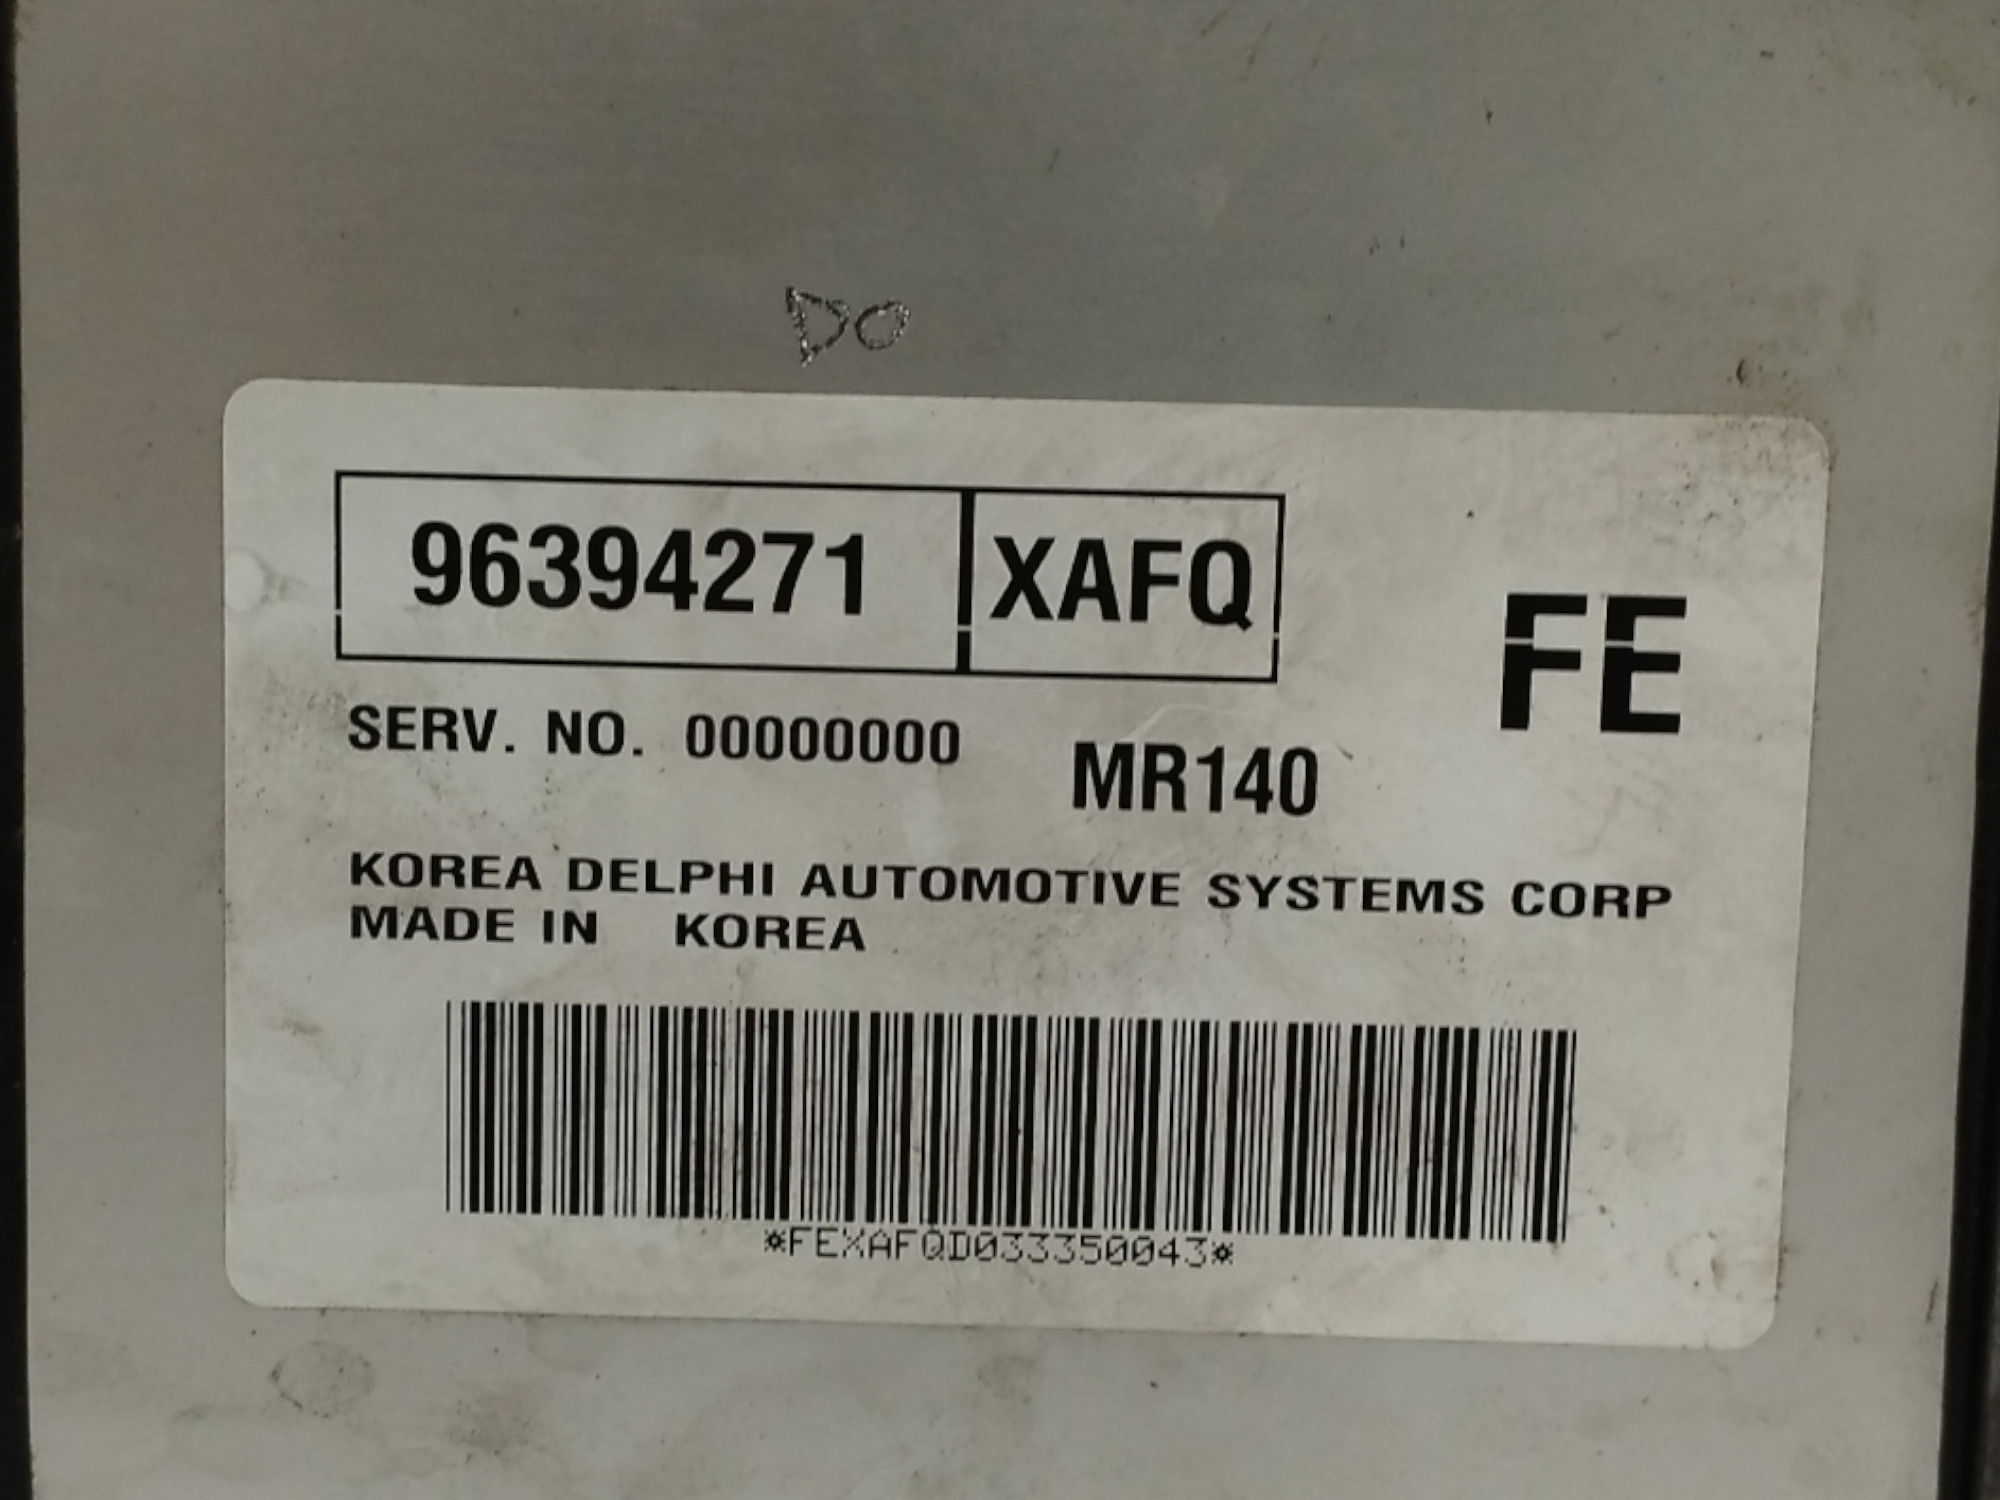 DO
96394271 XAFQ
FE
SERV. NO. 00000000
MR140
KOREA DELPHI AUTOMOTIVE SYSTEMS CORP
MADE IN KOREA
*FEXAFQD033350043*